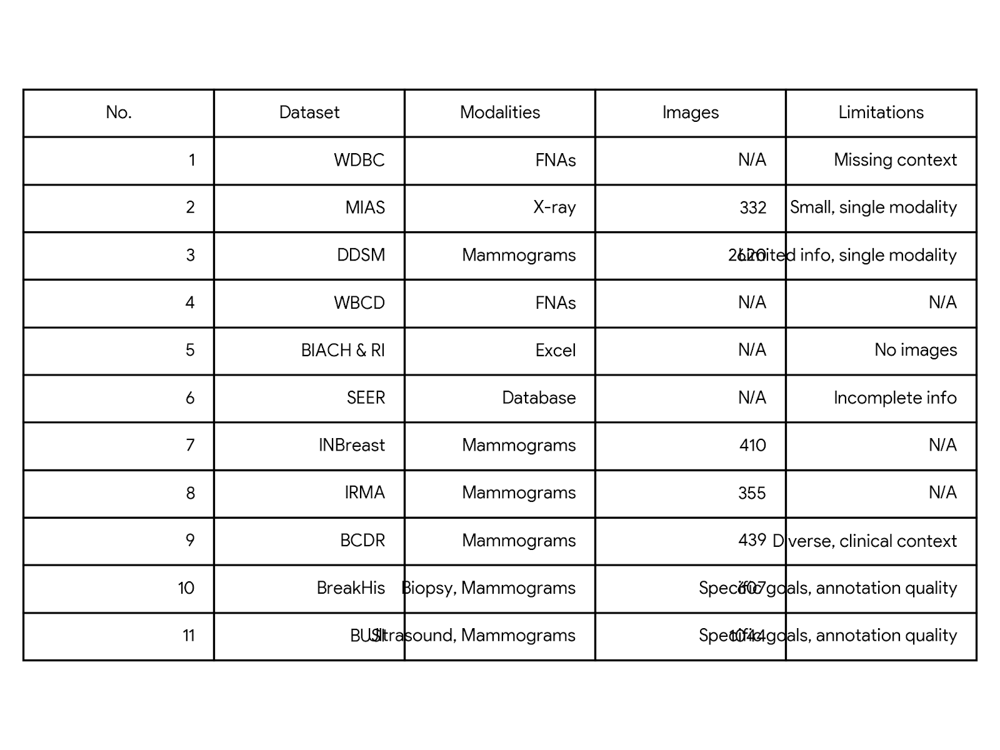 No. Dataset Modalities Images Limitations
1 WDBC FNAs N/A Missing context
2 MIAS X-ray 332 Small, single modality
3 DDSM Mammograms 2620 Limited info, single modality
4 WBCD FNAs N/A N/A
5 BIACH & RI Excel N/A No images
6 SEER Database N/A Incomplete info
7 INBreast Mammograms 410 N/A
8 IRMA Mammograms 355 N/A
9 BCDR Mammograms 439 Diverse, clinical context
10 BreakHis Biopsy, Mammograms 607 Specific goals, annotation quality
11 BUSI Ultrasound, Mammograms 1044 Specific goals, annotation quality